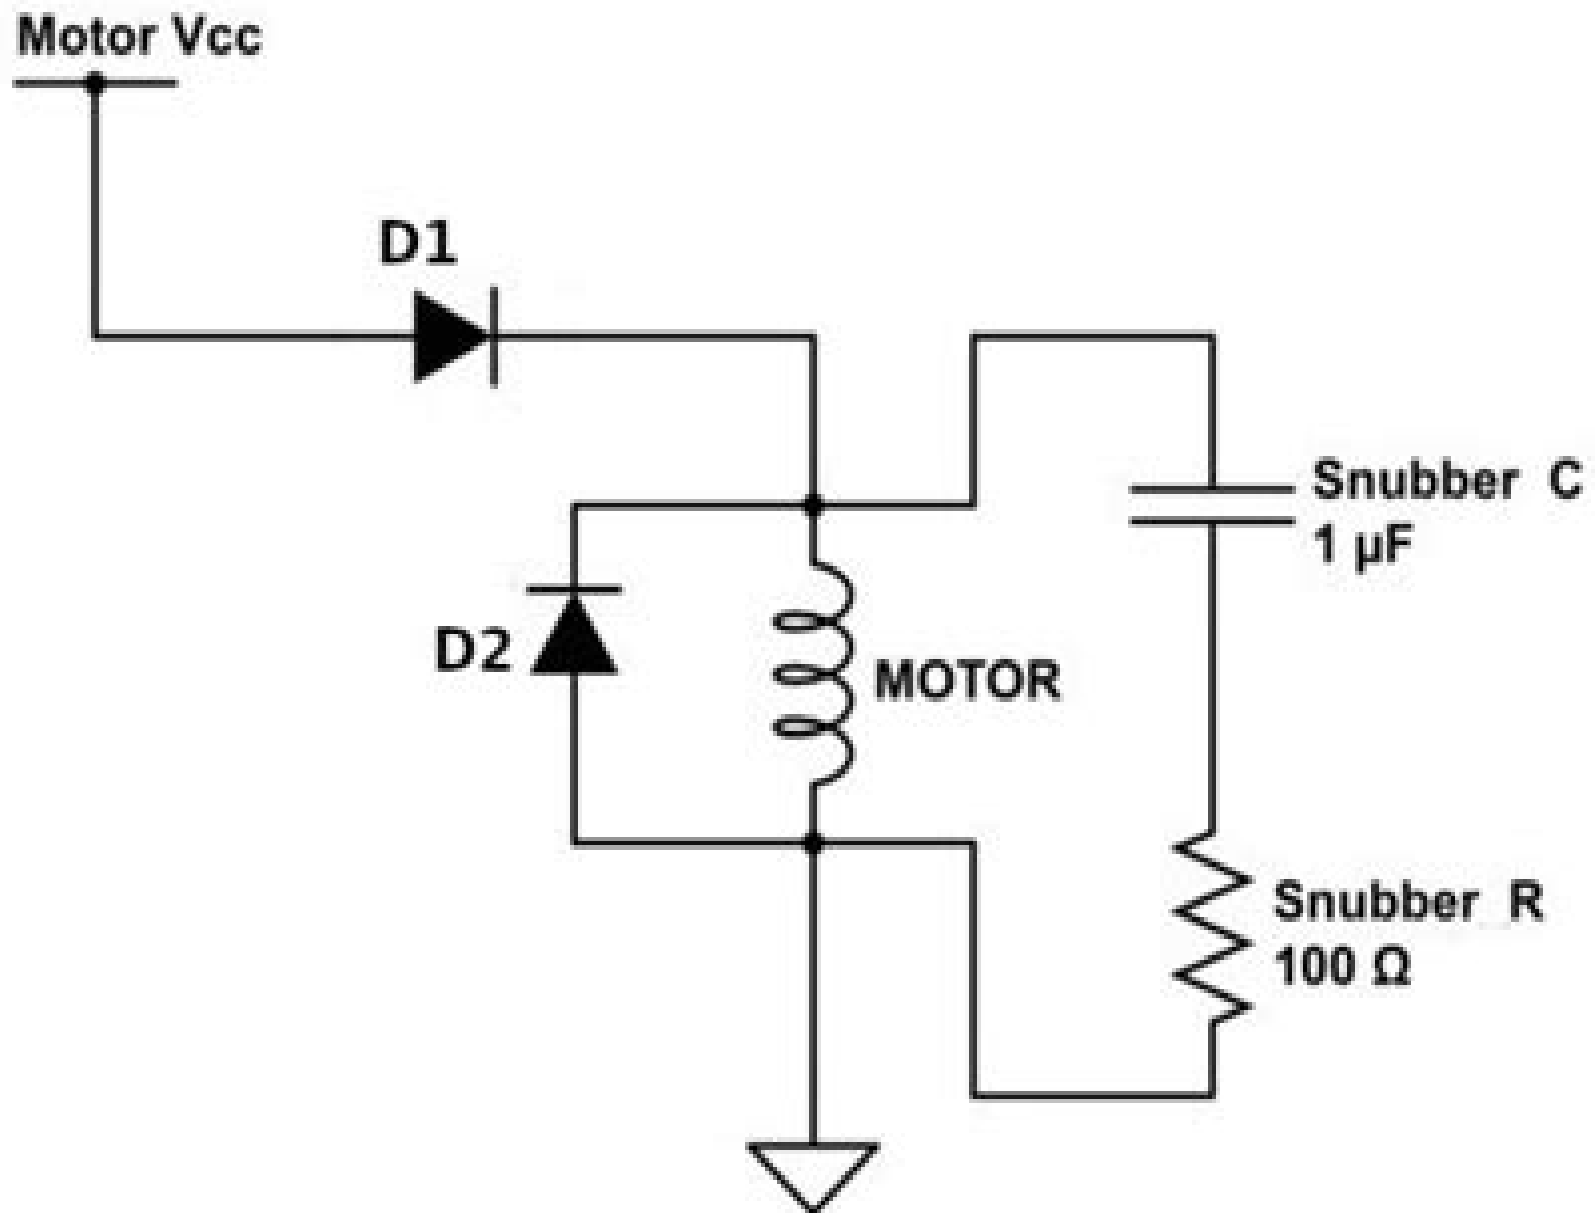 Motor Vcc
D1
Snubber C
1 µF
D2
MOTOR
Snubber R
100 Ω